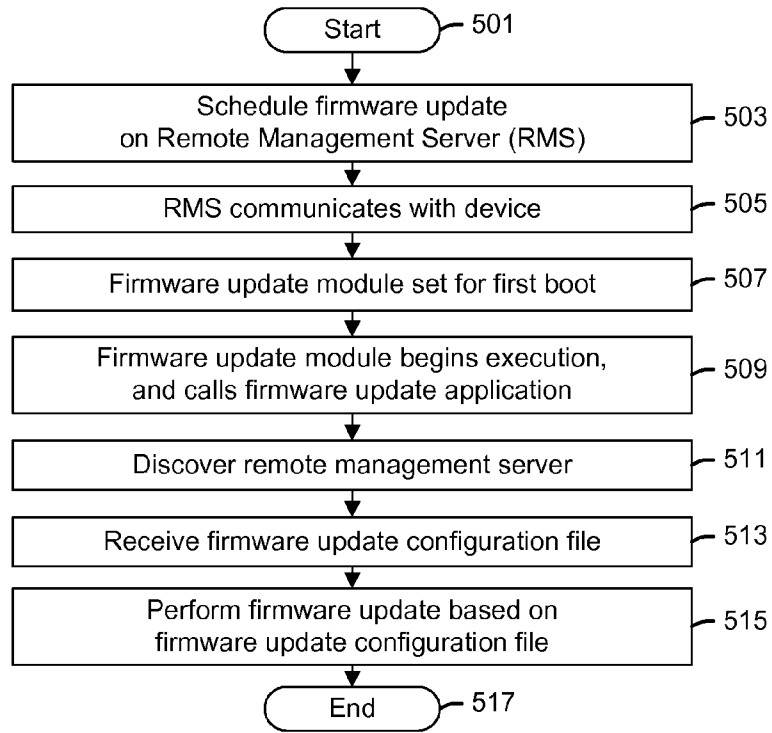 Start
501
Schedule firmware update
on Remote Management Server (RMS)
503
RMS communicates with device
505
Firmware update module set for first boot
507
Firmware update module begins execution,
and calls firmware update application
509
Discover remote management server
511
Receive firmware update configuration file
513
Perform firmware update based on
firmware update configuration file
515
End
517